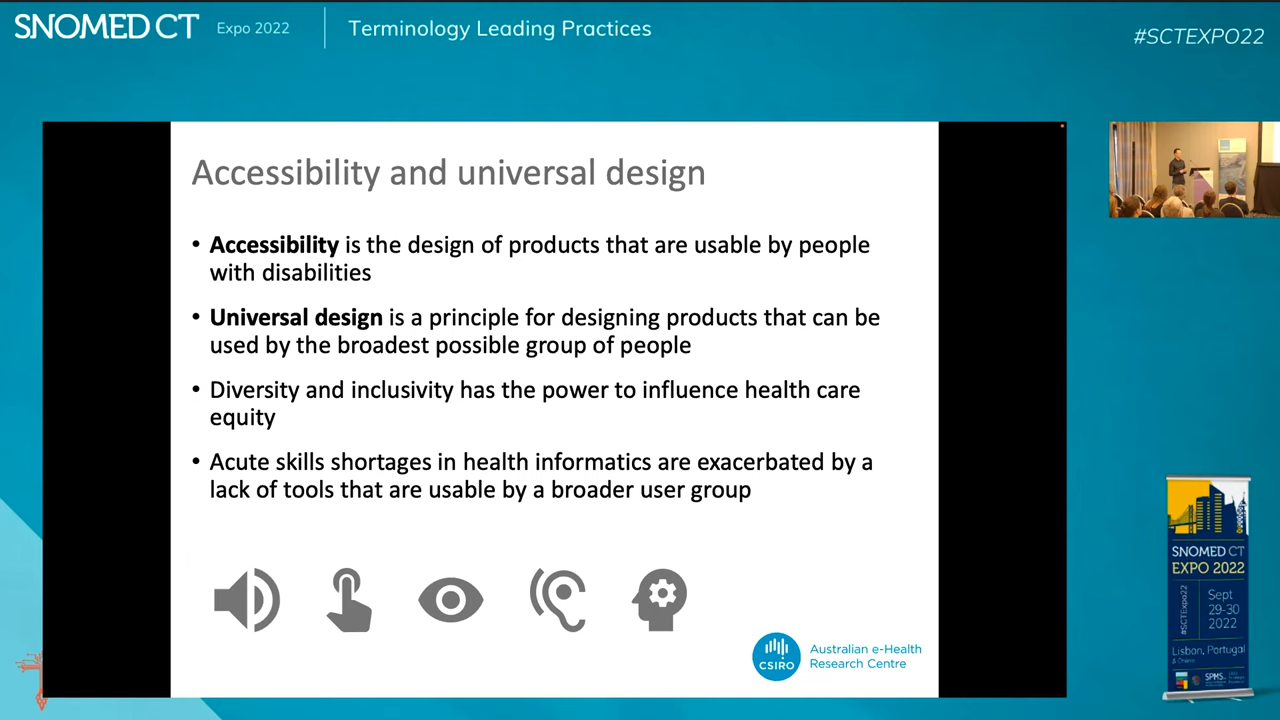 SNOMED CT Expo 2022 Terminology Leading Practices
#SCTEXPO22
Accessibility and universal design
• Accessibility is the design of products that are usable by people
with disabilities
• Universal design is a principle for designing products that can be
used by the broadest possible group of people
• Diversity and inclusivity has the power to influence health care
equity
• Acute skills shortages in health informatics are exacerbated by a
lack of tools that are usable by a broader user group
CSIRO
Australian e-Health
Research Centre
SNOMED CT
EXPO 2022
#SCTExpo22
Sept
29-30
2022
Lisbon, Portugal
& Online
SPMS